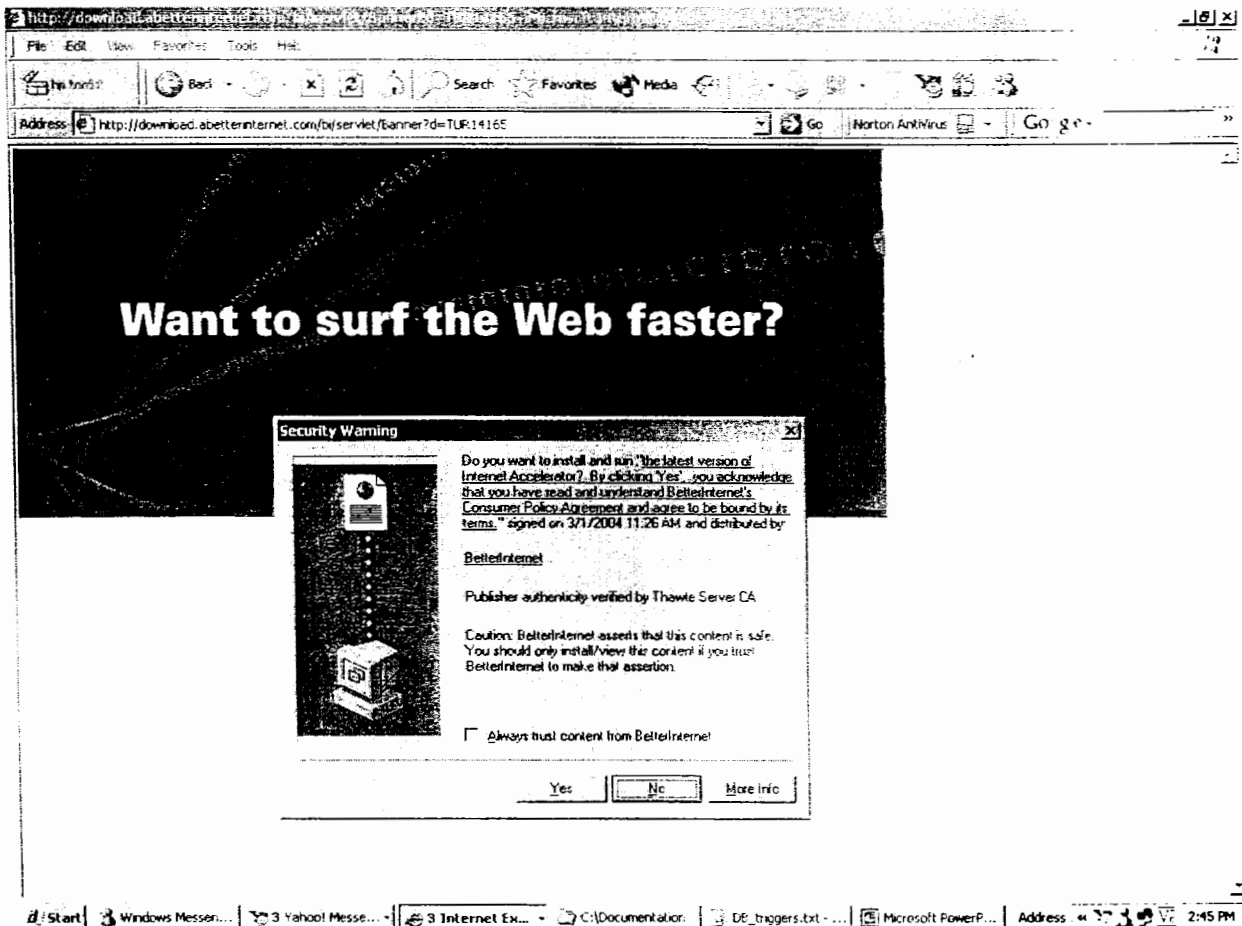 http://download.abetterinternet.com/bi/servlet/Banner?d=TUR14165 - Microsoft Internet
File Edit View Favorites Tools Help
Back Search Favorites Media
Address http://download.abetterinternet.com/bi/servlet/Banner?d=TUR14165 Go Norton AntiVirus
Want to surf the Web faster?
Security Warning
Do you want to install and run "the latest version of
Internet Accelerator? By clicking 'Yes', you acknowledge
that you have read and understand BetterInternet's
Consumer Policy Agreement and agree to be bound by its
terms." signed on 3/1/2004 11:26 AM and distributed by
BetterInternet
Publisher authenticity verified by Thawte Server CA
Caution: BetterInternet asserts that this content is safe.
You should only install/view this content if you trust
BetterInternet to make that assertion.
Always trust content from BetterInternet
Yes No More Info
Start Windows Messen... 3 Yahoo! Messe... 3 Internet Ex... C:\Documentation DE_triggers.txt - ... Microsoft PowerP... Address « 2:45 PM